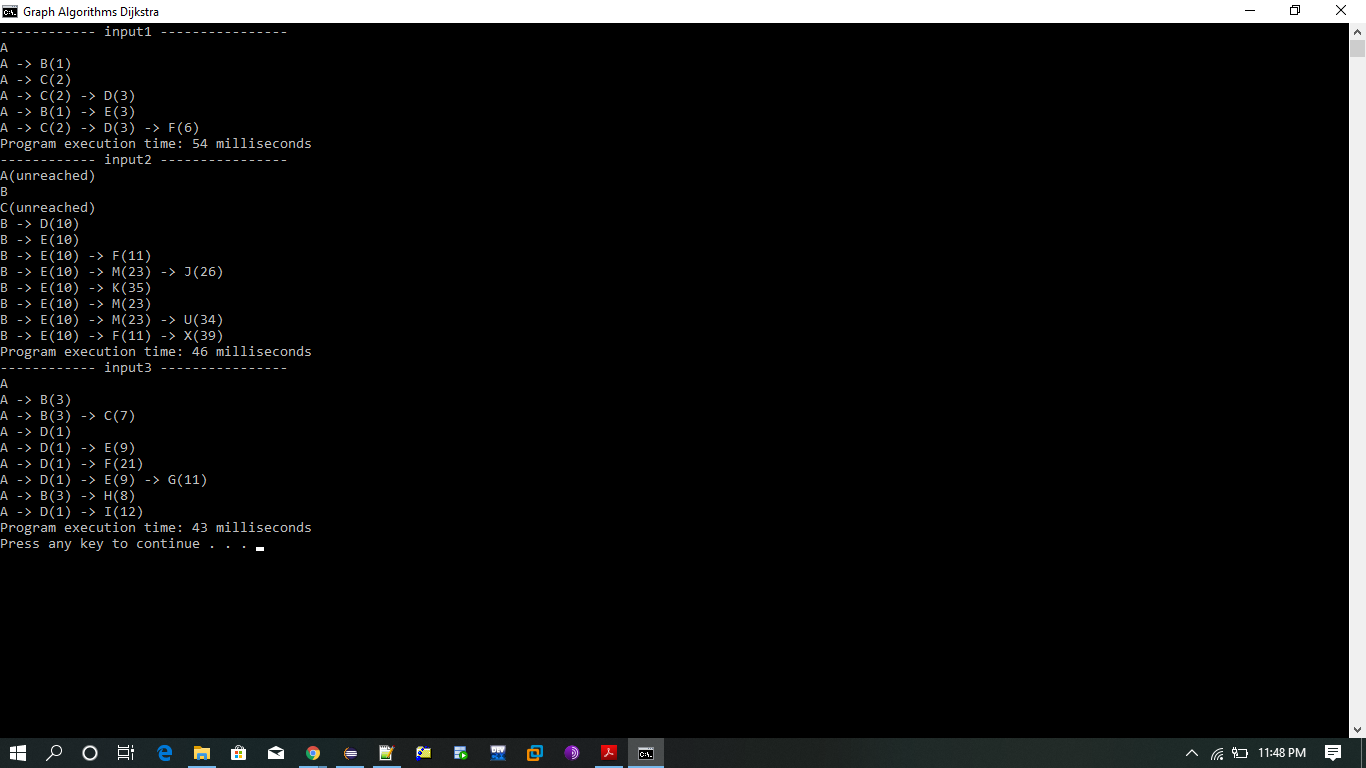 Graph Algorithms Dijkstra
------------ input1 ----------------
A
A -> B(1)
A -> C(2)
A -> C(2) -> D(3)
A -> B(1) -> E(3)
A -> C(2) -> D(3) -> F(6)
Program execution time: 54 milliseconds
------------ input2 ----------------
A(unreached)
B
C(unreached)
B -> D(10)
B -> E(10)
B -> E(10) -> F(11)
B -> E(10) -> M(23) -> J(26)
B -> E(10) -> K(35)
B -> E(10) -> M(23)
B -> E(10) -> M(23) -> U(34)
B -> E(10) -> F(11) -> X(39)
Program execution time: 46 milliseconds
------------ input3 ----------------
A
A -> B(3)
A -> B(3) -> C(7)
A -> D(1)
A -> D(1) -> E(9)
A -> D(1) -> F(21)
A -> D(1) -> E(9) -> G(11)
A -> B(3) -> H(8)
A -> D(1) -> I(12)
Program execution time: 43 milliseconds
Press any key to continue . . .
11:48 PM